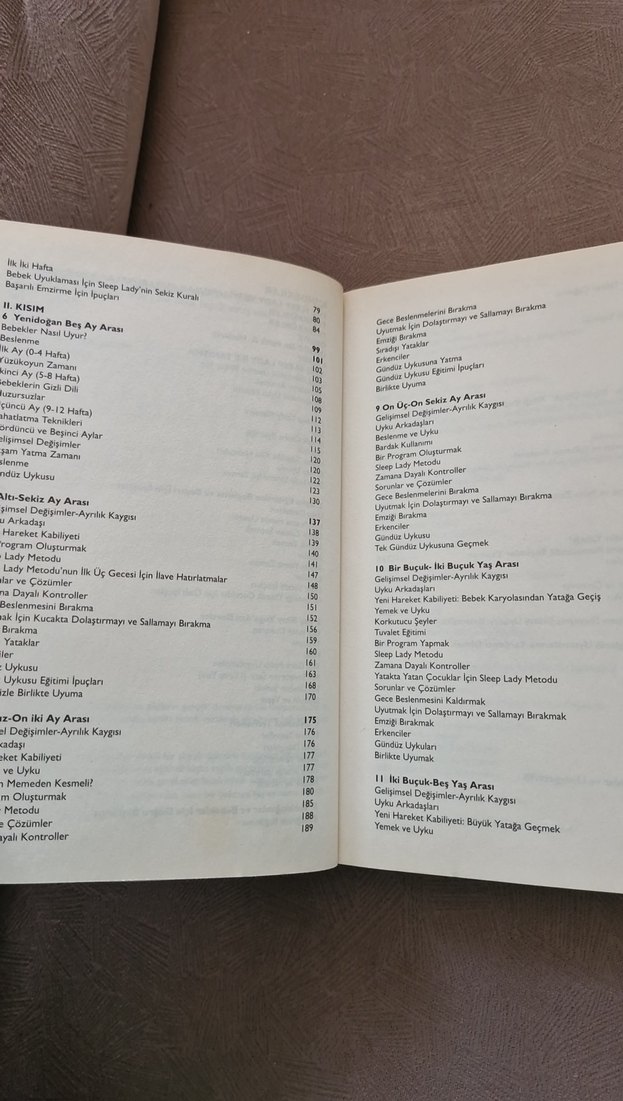 İlk İki Hafta 79
Bebek Uyuklaması İçin Sleep Lady'nin Sekiz Kuralı 80
Başarılı Emzirme İçin İpuçları 84
II. KISIM 99
6 Yenidoğan Beş Ay Arası 101
Bebekler Nasıl Uyur? 102
Beslenme 103
İlk Ay (0-4 Hafta) 105
Yüzükoyun Zamanı 108
İkinci Ay (5-8 Hafta) 109
Bebeklerin Gizli Dili 112
Huzursuzlar 113
Üçüncü Ay (9-12 Hafta) 114
Rahatlatma Teknikleri 115
Dördüncü ve Beşinci Aylar 120
Gelişimsel Değişimler 120
Akşam Yatma Zamanı 122
Beslenme 123
Gündüz Uykusu 130
Altı-Sekiz Ay Arası 137
Değişimler-Ayrılık Kaygısı 138
Arkadaşı 139
Hareket Kabiliyeti 140
Program Oluşturmak 141
Lady Metodu 147
Lady Metodu'nun İlk Üç Gecesi İçin İlave Hatırlatmalar 148
ve Çözümler 150
Dayalı Kontroller 151
Beslenmesini Bırakma 152
İçin Kucakta Dolaştırmayı ve Sallamayı Bırakma 156
Bırakma 159
Yataklar 160
161
Uykusu 163
Uykusu Eğitimi İpuçları 168
Birlikte Uyuma 170
On iki Ay Arası 175
Değişimler-Ayrılık Kaygısı 176
176
Kabiliyeti 177
ve Uyku 177
Memeden Kesmeli? 178
Oluşturmak 180
Metodu 185
Çözümler 188
Dayalı Kontroller 189
Gece Beslenmelerini Bırakma
Uyutmak İçin Dolaştırmayı ve Sallamayı Bırakma
Emziği Bırakma
Sıradışı Yataklar
Erkenciler
Gündüz Uykusuna Yatma
Gündüz Uykusu Eğitimi İpuçları
Birlikte Uyuma
9 On Üç-On Sekiz Ay Arası
Gelişimsel Değişimler-Ayrılık Kaygısı
Uyku Arkadaşları
Beslenme ve Uyku
Bardak Kullanımı
Bir Program Oluşturmak
Sleep Lady Metodu
Zamana Dayalı Kontroller
Sorunlar ve Çözümler
Gece Beslenmelerini Bırakma
Uyutmak İçin Dolaştırmayı ve Sallamayı Bırakma
Emziği Bırakma
Erkenciler
Gündüz Uykusu
Tek Gündüz Uykusuna Geçmek
10 Bir Buçuk- İki Buçuk Yaş Arası
Gelişimsel Değişimler-Ayrılık Kaygısı
Uyku Arkadaşları
Yeni Hareket Kabiliyeti: Bebek Karyolasından Yatağa Geçiş
Yemek ve Uyku
Korkutucu Şeyler
Tuvalet Eğitimi
Bir Program Yapmak
Sleep Lady Metodu
Zamana Dayalı Kontroller
Yatakta Yatan Çocuklar İçin Sleep Lady Metodu
Sorunlar ve Çözümler
Gece Beslenmesini Kaldırmak
Uyutmak İçin Dolaştırmayı ve Sallamayı Bırakmak
Emziği Bırakmak
Erkenciler
Gündüz Uykuları
Birlikte Uyumak
11 İki Buçuk-Beş Yaş Arası
Gelişimsel Değişimler-Ayrılık Kaygısı
Uyku Arkadaşları
Yeni Hareket Kabiliyeti: Büyük Yatağa Geçmek
Yemek ve Uyku